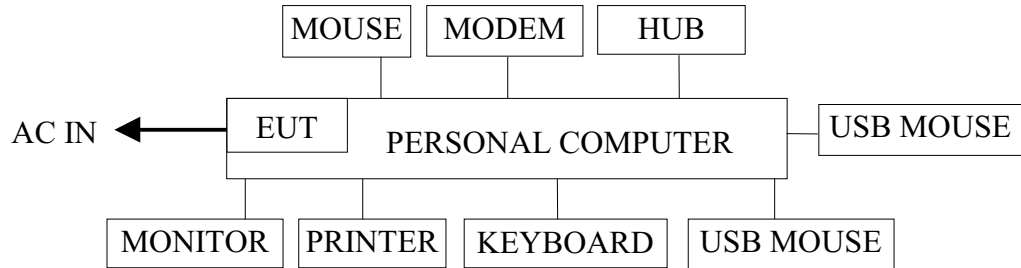 MOUSE
MODEM
HUB
AC IN
EUT
PERSONAL COMPUTER
USB MOUSE
MONITOR
PRINTER
KEYBOARD
USB MOUSE